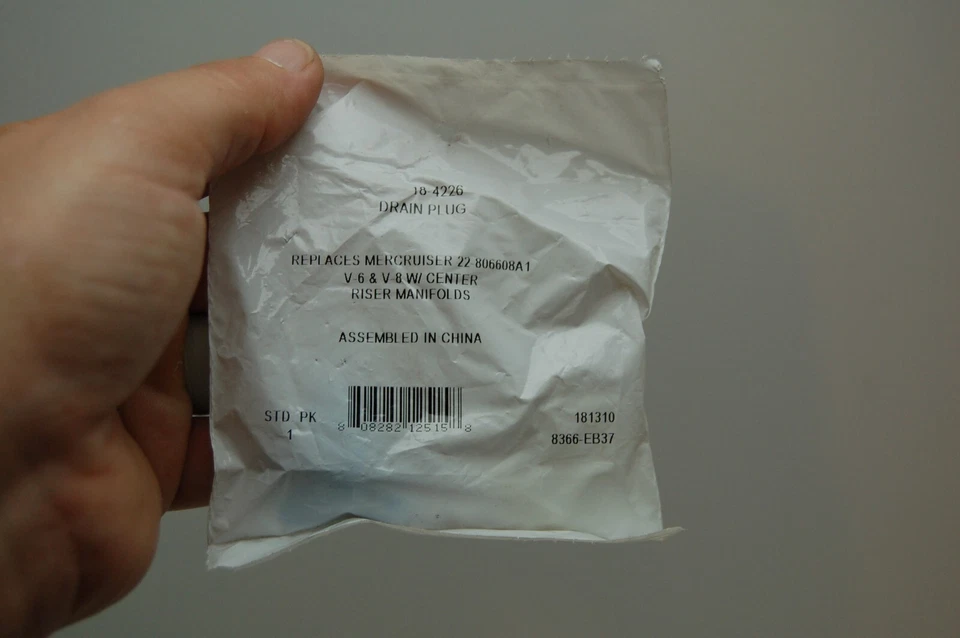 18-4226
DRAIN PLUG
REPLACES MERCRUISER 22-806608A1
V-6 & V-8 W/ CENTER
RISER MANIFOLDS
ASSEMBLED IN CHINA
STD PK
1
8 08282 12515 8
181310
8366-EB37